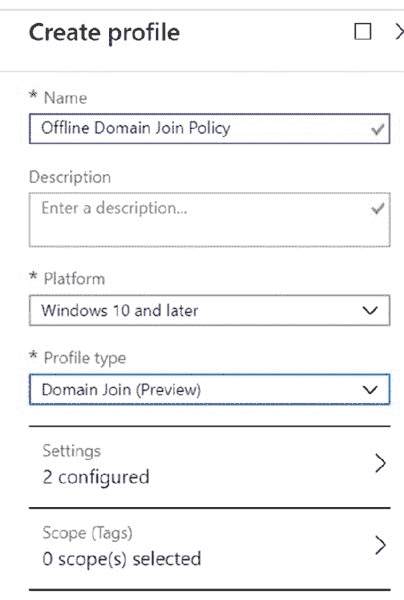 Create profile
* Name
Offline Domain Join Policy
Description
Enter a description...
* Platform
Windows 10 and later
* Profile type
Domain Join (Preview)
Settings
2 configured
Scope (Tags)
0 scope(s) selected